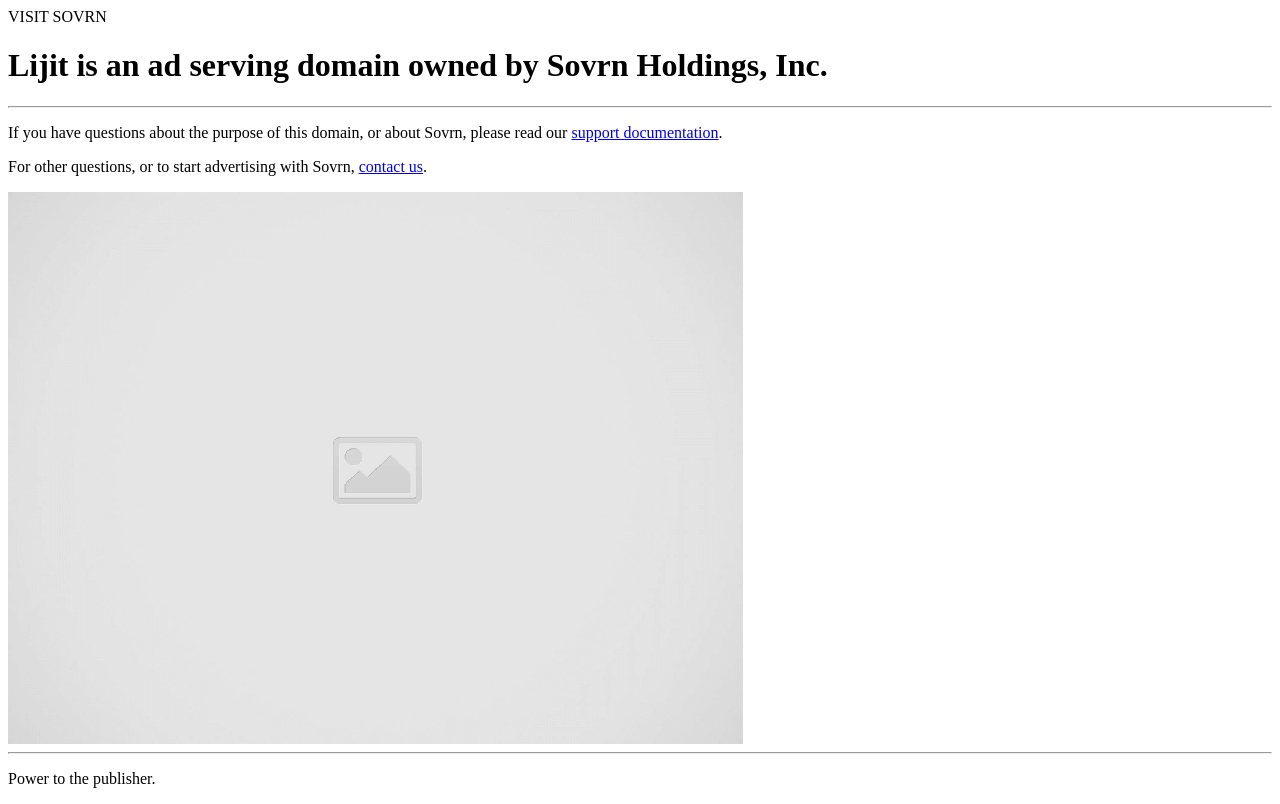 VISIT SOVRN
Lijit is an ad serving domain owned by Sovrn Holdings, Inc.
If you have questions about the purpose of this domain, or about Sovrn, please read our support documentation.
For other questions, or to start advertising with Sovrn, contact us.
Power to the publisher.